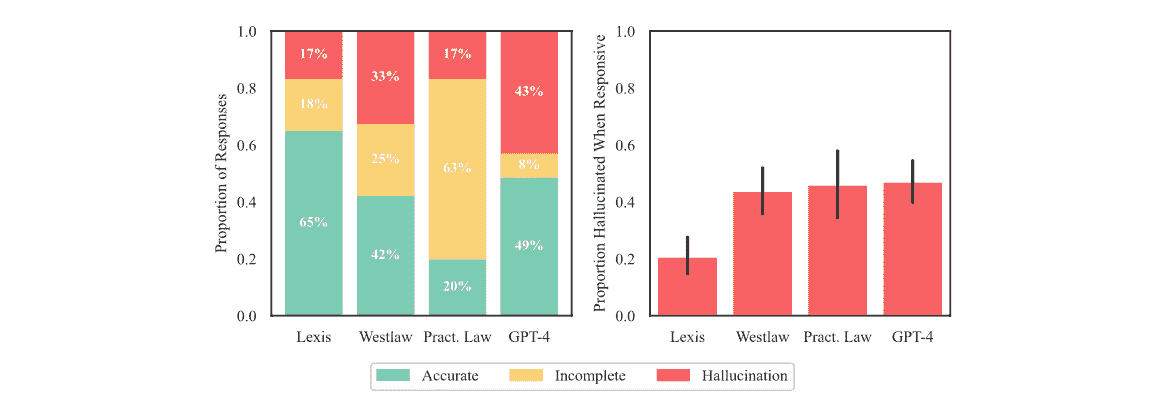 Proportion of Responses
1.0
0.8
0.6
0.4
0.2
0.0
17%
18%
65%
33%
25%
42%
17%
63%
20%
43%
8%
49%
Lexis
Westlaw
Pract. Law
GPT-4
Proportion Hallucinated When Responsive
1.0
0.8
0.6
0.4
0.2
0.0
Lexis
Westlaw
Pract. Law
GPT-4
Accurate
Incomplete
Hallucination